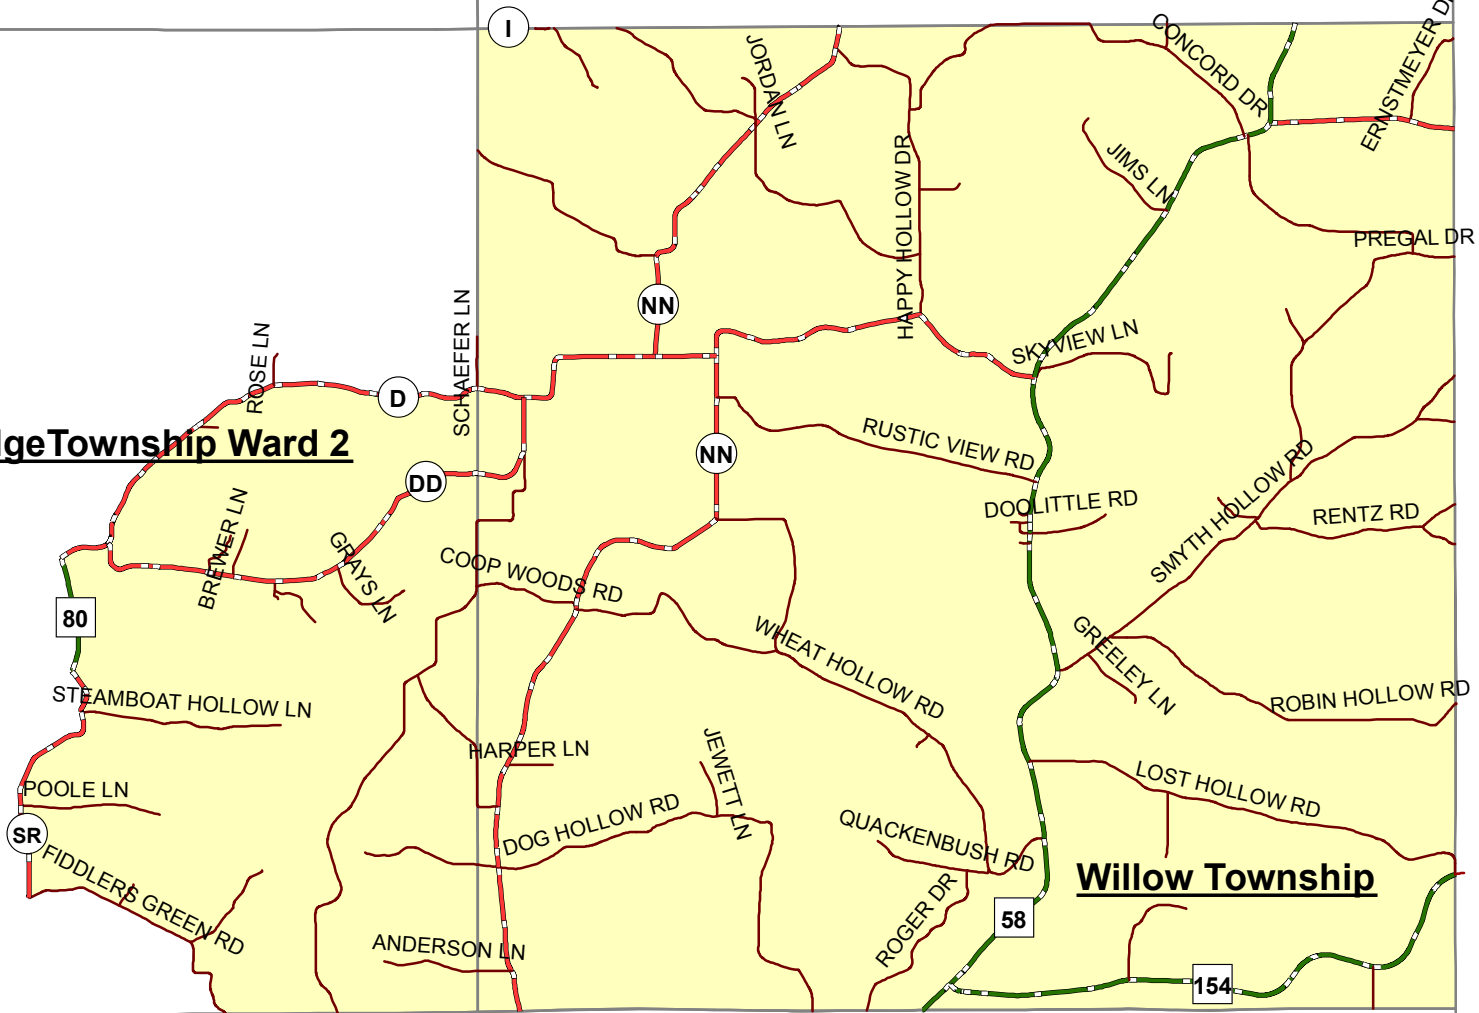 I
JORDAN LN
CONCORD DR
ERNSTMEYER D
JIMS LN
HAPPY HOLLOW DR
PREGAL DR
NN
SCHAEFER LN
ROSE LN
SKYVIEW LN
D
dgeTownship Ward 2
RUSTIC VIEW RD
NN
DD
DOOLITTLE RD
SMYTH HOLLOW RD
RENTZ RD
BREWER LN
GRAYS LN
COOP WOODS RD
80
WHEAT HOLLOW RD
GREELEY LN
STEAMBOAT HOLLOW LN
ROBIN HOLLOW RD
HARPER LN
JEWETT LN
POOLE LN
LOST HOLLOW RD
DOG HOLLOW RD
QUACKENBUSH RD
SR
FIDDLERS GREEN RD
Willow Township
ROGER DR
58
ANDERSON LN
154